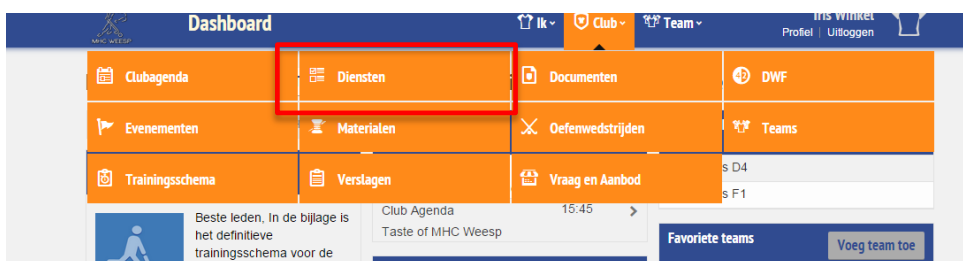 Dashboard
Ik
Club
Team
Iris Winkel
Profiel | Uitloggen
MHC WEESP
Clubagenda
Diensten
Documenten
DWF
Evenementen
Materialen
Oefenwedstrijden
Teams
Trainingsschema
Verslagen
Vraag en Aanbod
s D4
s F1
Beste leden, In de bijlage is
het definitieve
trainingsschema voor de
Club Agenda
15:45
Taste of MHC Weesp
Favoriete teams
Voeg team toe